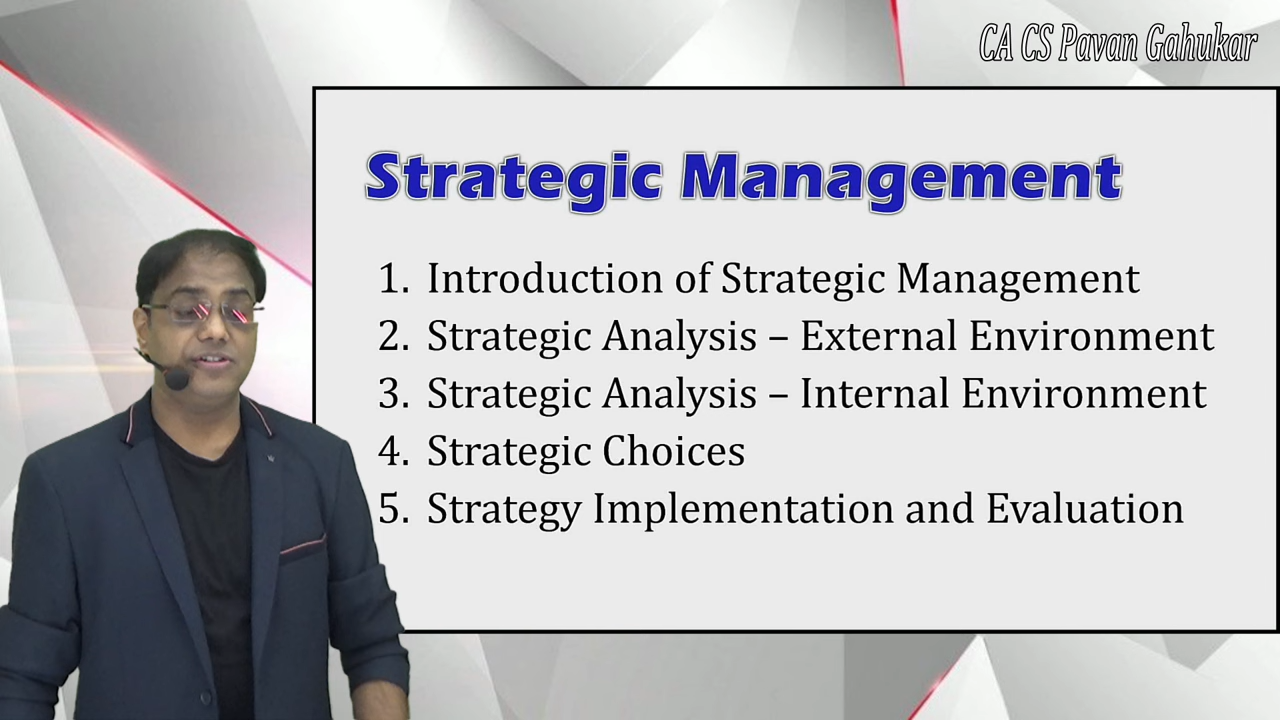 CA CS Pavan Gahukar
Strategic Management
1. Introduction of Strategic Management
2. Strategic Analysis – External Environment
3. Strategic Analysis – Internal Environment
4. Strategic Choices
5. Strategy Implementation and Evaluation